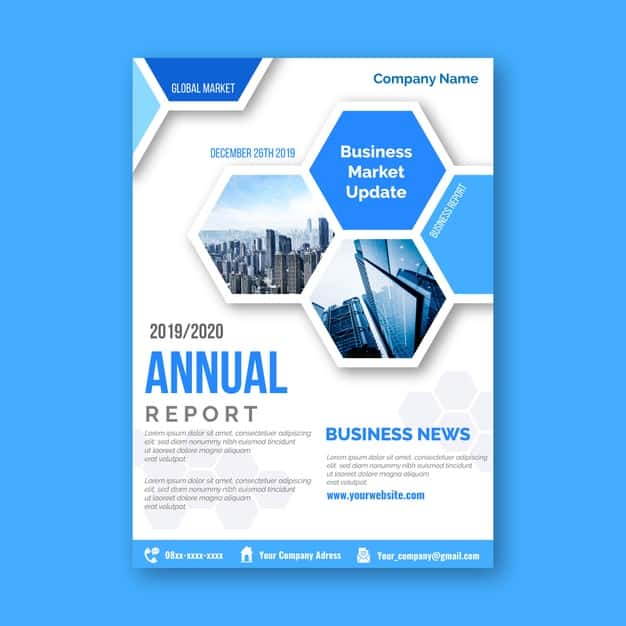 GLOBAL MARKET
Company Name
DECEMBER 26TH 2019
Business
Market
Update
BUSINESS REPORT
2019/2020
ANNUAL
REPORT
Lorem ipsum dolor sit amet, consectetuer
adipiscing elit, sed diam nonummy nibh euismod
tincidunt ut laoreet dolore magna aliquam
erat volutpat.
Lorem ipsum dolor sit amet, consectetuer
adipiscing elit, sed diam nonummy nibh euismod
tincidunt ut laoreet dolore magna aliquam
erat volutpat.
BUSINESS NEWS
Lorem ipsum dolor sit amet, consectetuer
adipiscing elit, sed diam nonummy nibh euismod
tincidunt ut laoreet dolore magna aliquam
erat volutpat.
www.yourwebsite.com
08xx-xxxx-xxxx
Your Company Adress
Your_company@gmail.com